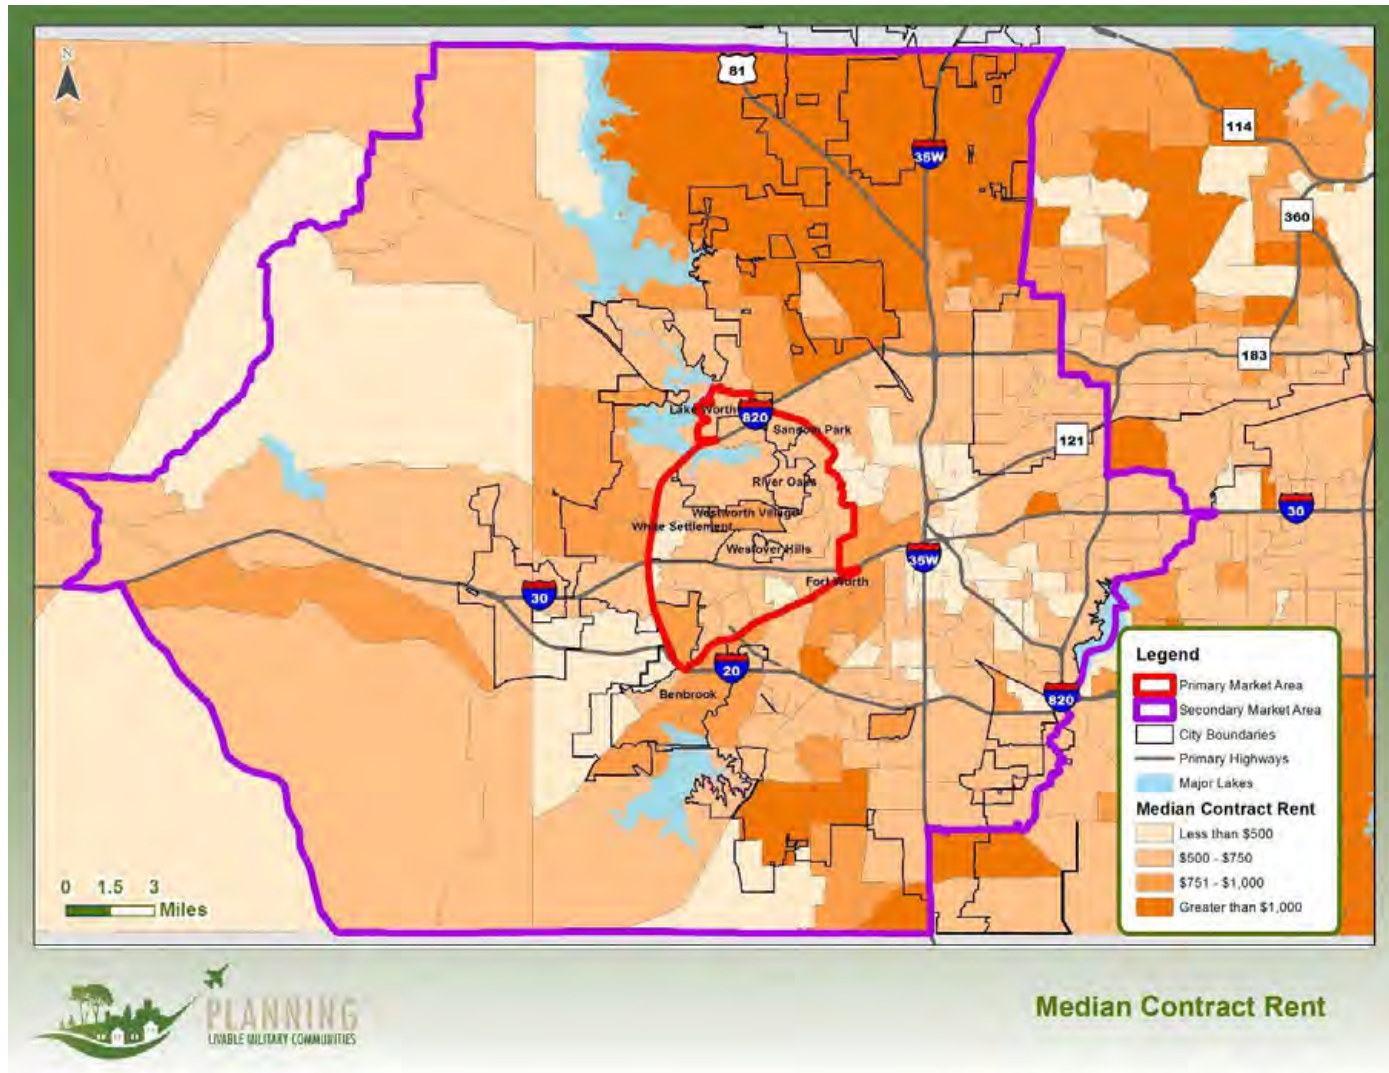 N
81
35W
114
360
183
Lake Worth
820
Sansom Park
121
River Oaks
Westworth Village
White Settlement
30
Westover Hills
35W
Fort Worth
30
20
Benbrook
820
Legend
Primary Market Area
Secondary Market Area
City Boundaries
Primary Highways
Major Lakes
Median Contract Rent
Less than $500
$500 - $750
$751 - $1,000
Greater than $1,000
0 1.5 3
Miles
PLANNING
LIVABLE MILITARY COMMUNITIES
Median Contract Rent